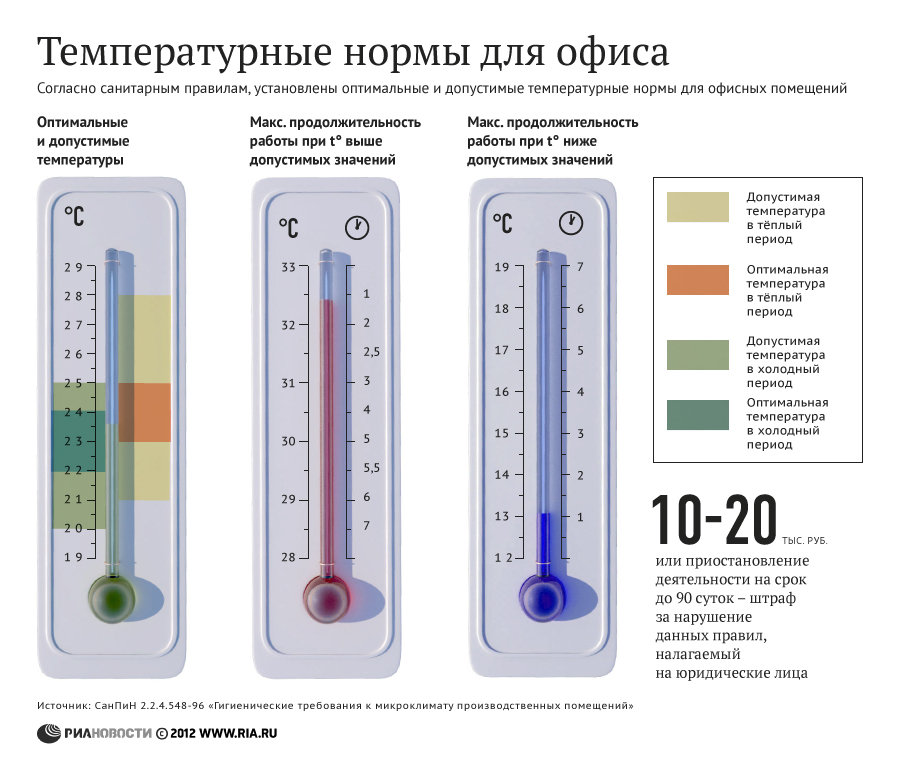 Температурные нормы для офиса
Согласно санитарным правилам, установлены оптимальные и допустимые температурные нормы для офисных помещений
Оптимальные
и допустимые
температуры
°C
29
28
27
26
25
24
23
22
21
20
19
Макс. продолжительность
работы при t° выше
допустимых значений
°C
33
32
31
30
29
28
1
2
2,5
3
4
5
5,5
6
7
Макс. продолжительность
работы при t° ниже
допустимых значений
°C
19
18
17
16
15
14
13
12
7
6
5
4
3
2
1
Допустимая
температура
в тёплый
период
Оптимальная
температура
в тёплый
период
Допустимая
температура
в холодный
период
Оптимальная
температура
в холодный
период
10-20 ТЫС. РУБ.
или приостановление
деятельности на срок
до 90 суток – штраф
за нарушение
данных правил,
налагаемый
на юридические лица
Источник: СанПиН 2.2.4.548-96 «Гигиенические требования к микроклимату производственных помещений»
РИАНОВОСТИ © 2012 WWW.RIA.RU